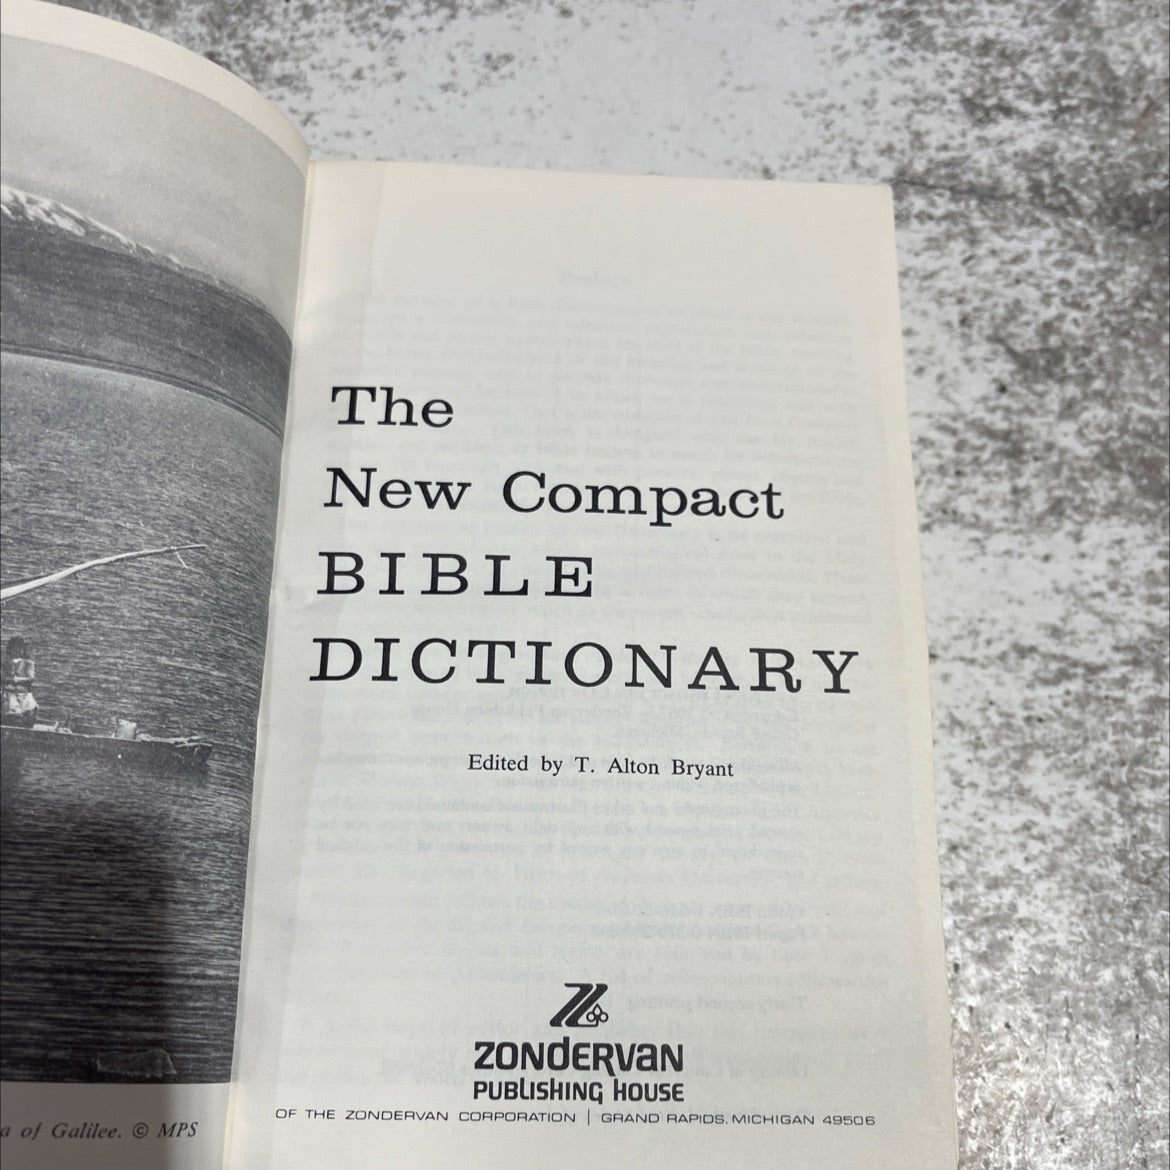 The
New Compact
BIBLE
DICTIONARY
Edited by T. Alton Bryant
ZONDERVAN
PUBLISHING HOUSE
OF THE ZONDERVAN CORPORATION | GRAND RAPIDS, MICHIGAN 49506
a of Galilee. © MPS